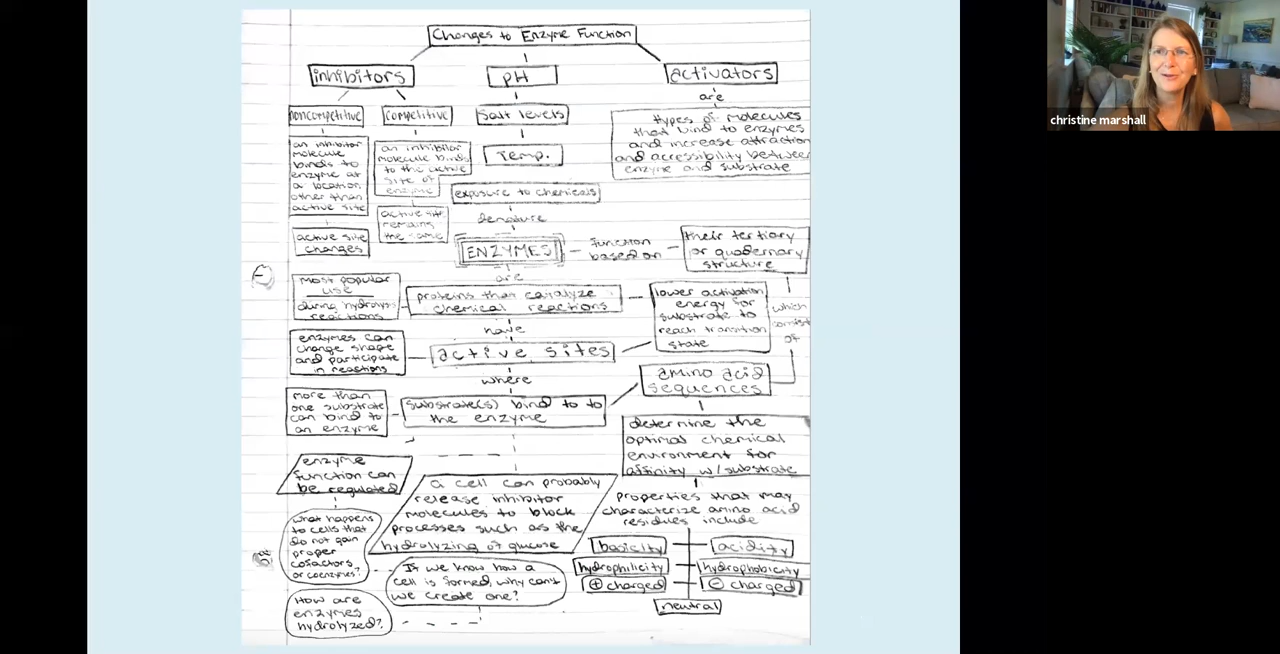 Changes to Enzyme Function
inhibitors
pH
activators
are
noncompetitive
competitive
Salt levels
Temp.
types of molecules
that bind to enzymes
and increase attraction
and accessibility between
enzyme and substrate
an inhibitor
molecule
binds to
enzyme at
a location
other than
active site
an inhibitor
molecule binds
to the active
site of
enzyme
exposure to chemicals
denature
active site
changes
active site
remains
the same
ENZYMES
function
based on
their tertiary
or quadernary
structure
are
most popular
use
during hydrolysis
reactions
proteins that catalyze
chemical reactions
lower activation
energy for
substrate to
reach transition
state
which
consist
of
have
enzymes can
change shape
and participate
in reactions
active sites
where
amino acid
sequences
more than
one substrate
can bind to
an enzyme
substrate(s) bind to to
the enzyme
determine the
optimal chemical
environment for
affinity w/substrate
enzyme
function can
be regulated
a cell can probably
release inhibitor
molecules to block
processes such as the
hydrolyzing of glucose
properties that may
characterize amino acid
residues include
what happens
to cells that
do not gain
proper
cofactors
or coenzymes?
If we know how a
cell is formed, why can't
we create one?
basicity
acidity
hydrophilicity
hydrophobicity
+ charged
- charged
neutral
How are
enzymes
hydrolyzed?
christine marshall